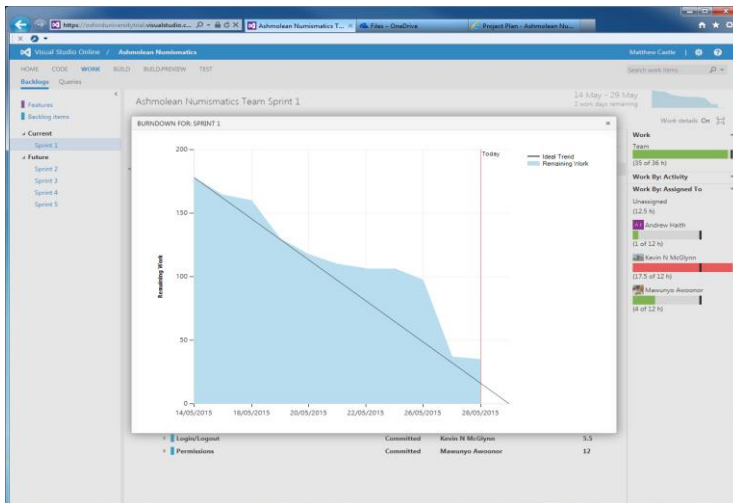 https://oxforduniversitytrial.visualstudio.c...
Ashmolean Numismatics T...
Files - OneDrive
Project Plan - Ashmolean Nu...
Visual Studio Online / Ashmolean Numismatics
Matthew Castle
HOME CODE WORK BUILD BUILD.PREVIEW TEST
Search work items
Backlogs Queries
Features
Backlog items
Current
Sprint 1
Future
Sprint 2
Sprint 3
Sprint 4
Sprint 5
Ashmolean Numismatics Team Sprint 1
14 May - 29 May
2 work days remaining
Work details On
BURNDOWN FOR: SPRINT 1
Today
Ideal Trend
Remaining Work
Remaining Work
200
150
100
50
0
14/05/2015 18/05/2015 20/05/2015 22/05/2015 26/05/2015 28/05/2015
Work
Team
(35 of 36 h)
Work By: Activity
Work By: Assigned To
Unassigned
(12.5 h)
Andrew Haith
(1 of 12 h)
Kevin N McGlynn
(17.5 of 12 h)
Mawunyo Awoonor
(4 of 12 h)
Login/Logout Committed Kevin N McGlynn 5.5
Permissions Committed Mawunyo Awoonor 12